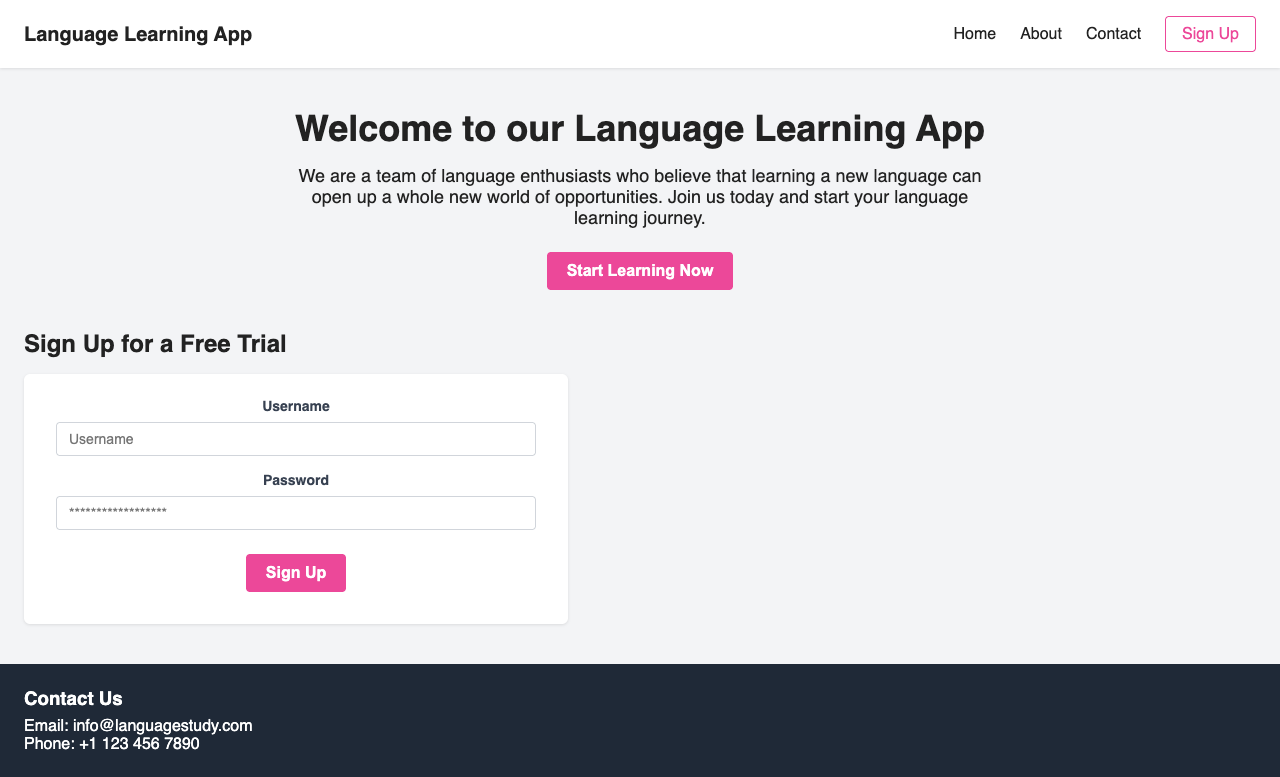 Language Learning App
Home
About
Contact
Sign Up
Welcome to our Language Learning App
We are a team of language enthusiasts who believe that learning a new language can
open up a whole new world of opportunities. Join us today and start your language
learning journey.
Start Learning Now
Sign Up for a Free Trial
Username
Username
Password
******************
Sign Up
Contact Us
Email: info@languagestudy.com
Phone: +1 123 456 7890